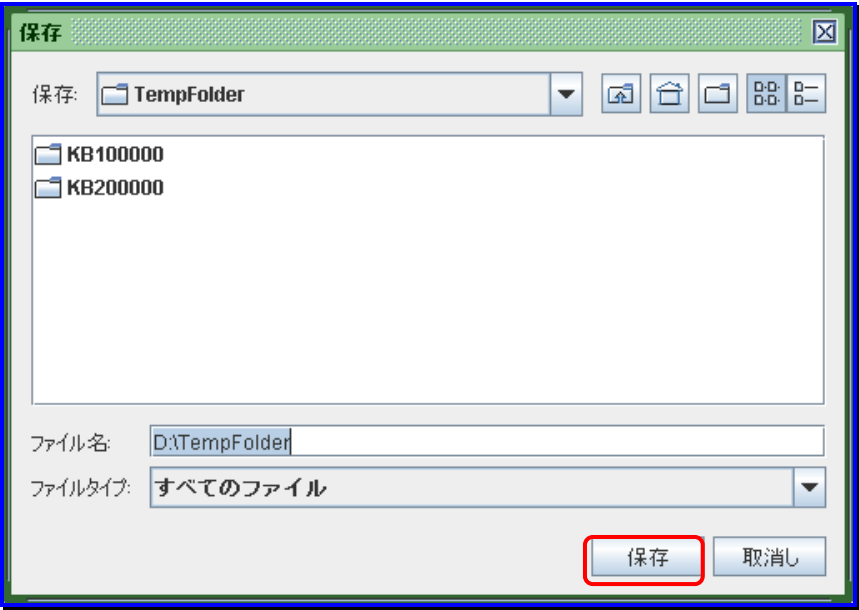 保存
保存: TempFolder
KB100000
KB200000
ファイル名: D:\TempFolder
ファイルタイプ: すべてのファイル
保存 取消し